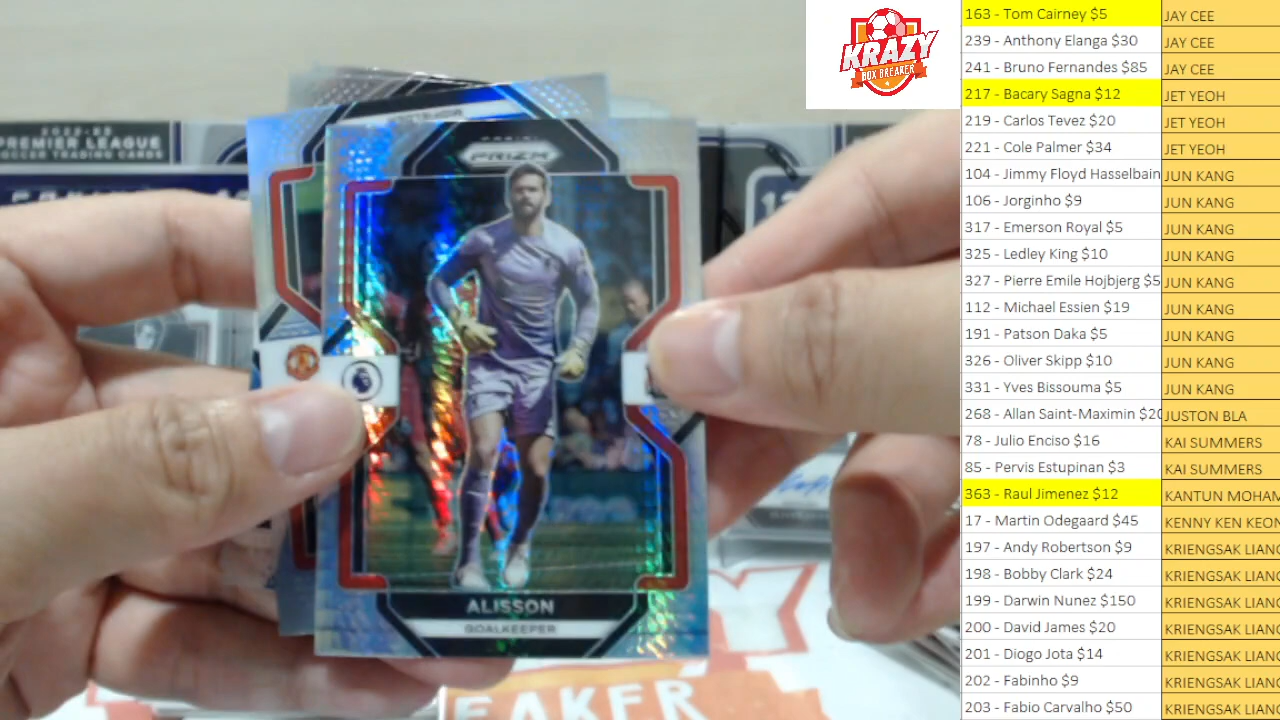 KRAZY
BOX BREAKER
2022-23
PREMIER LEAGUE
SOCCER TRADING CARDS
PRIZM
ALISSON
GOALKEEPER
EAKER
163 - Tom Cairney $5 JAY CEE
239 - Anthony Elanga $30 JAY CEE
241 - Bruno Fernandes $85 JAY CEE
217 - Bacary Sagna $12 JET YEOH
219 - Carlos Tevez $20 JET YEOH
221 - Cole Palmer $34 JET YEOH
104 - Jimmy Floyd Hasselbain JUN KANG
106 - Jorginho $9 JUN KANG
317 - Emerson Royal $5 JUN KANG
325 - Ledley King $10 JUN KANG
327 - Pierre Emile Hojbjerg $5 JUN KANG
112 - Michael Essien $19 JUN KANG
191 - Patson Daka $5 JUN KANG
326 - Oliver Skipp $10 JUN KANG
331 - Yves Bissouma $5 JUN KANG
268 - Allan Saint-Maximin $20 JUSTON BLA
78 - Julio Enciso $16 KAI SUMMERS
85 - Pervis Estupinan $3 KAI SUMMERS
363 - Raul Jimenez $12 KANTUN MOHAM
17 - Martin Odegaard $45 KENNY KEN KEON
197 - Andy Robertson $9 KRIENGSAK LIANG
198 - Bobby Clark $24 KRIENGSAK LIANG
199 - Darwin Nunez $150 KRIENGSAK LIANG
200 - David James $20 KRIENGSAK LIANG
201 - Diogo Jota $14 KRIENGSAK LIANG
202 - Fabinho $9 KRIENGSAK LIANG
203 - Fabio Carvalho $50 KRIENGSAK LIANG